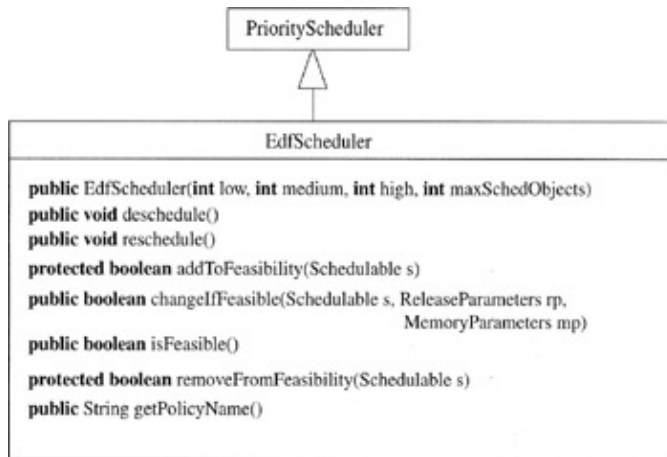 PriorityScheduler
EdfScheduler
public EdfScheduler(int low, int medium, int high, int maxSchedObjects)
public void deschedule()
public void reschedule()
protected boolean addToFeasibility(Schedulable s)
public boolean changeIfFeasible(Schedulable s, ReleaseParameters rp,
MemoryParameters mp)
public boolean isFeasible()
protected boolean removeFromFeasibility(Schedulable s)
public String getPolicyName()